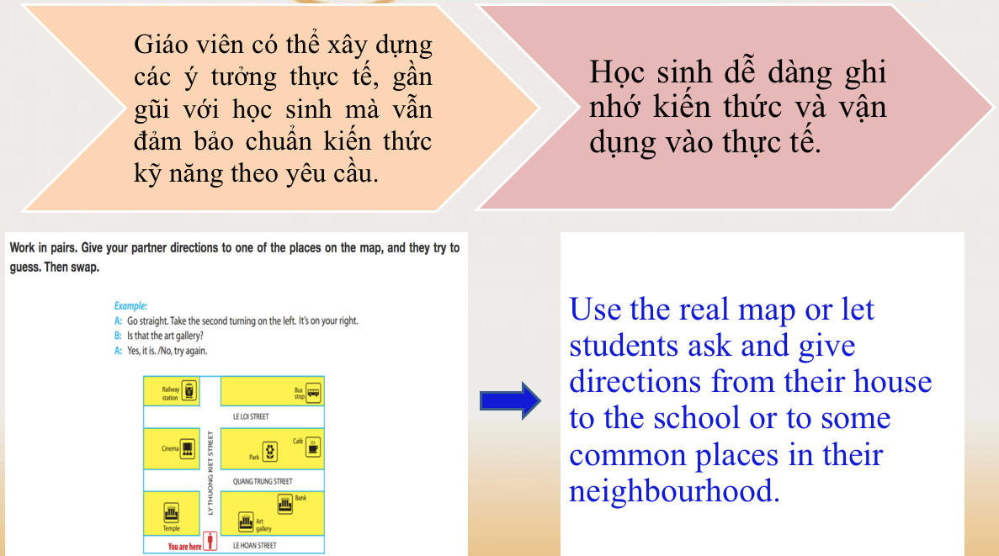 Giáo viên có thể xây dựng
các ý tưởng thực tế, gần
gũi với học sinh mà vẫn
đảm bảo chuẩn kiến thức
kỹ năng theo yêu cầu.
Học sinh dễ dàng ghi
nhớ kiến thức và vận
dụng vào thực tế.
Work in pairs. Give your partner directions to one of the places on the map, and they try to
guess. Then swap.
Example:
A: Go straight. Take the second turning on the left. It's on your right.
B: Is that the art gallery?
A: Yes, it is. /No, try again.
Railway
station
Bus
stop
LE LOI STREET
Cinema
Park
Café
LY THUONG KIET STREET
QUANG TRUNG STREET
Temple
Bank
Art
gallery
You are here
LE HOAN STREET
Use the real map or let
students ask and give
directions from their house
to the school or to some
common places in their
neighbourhood.